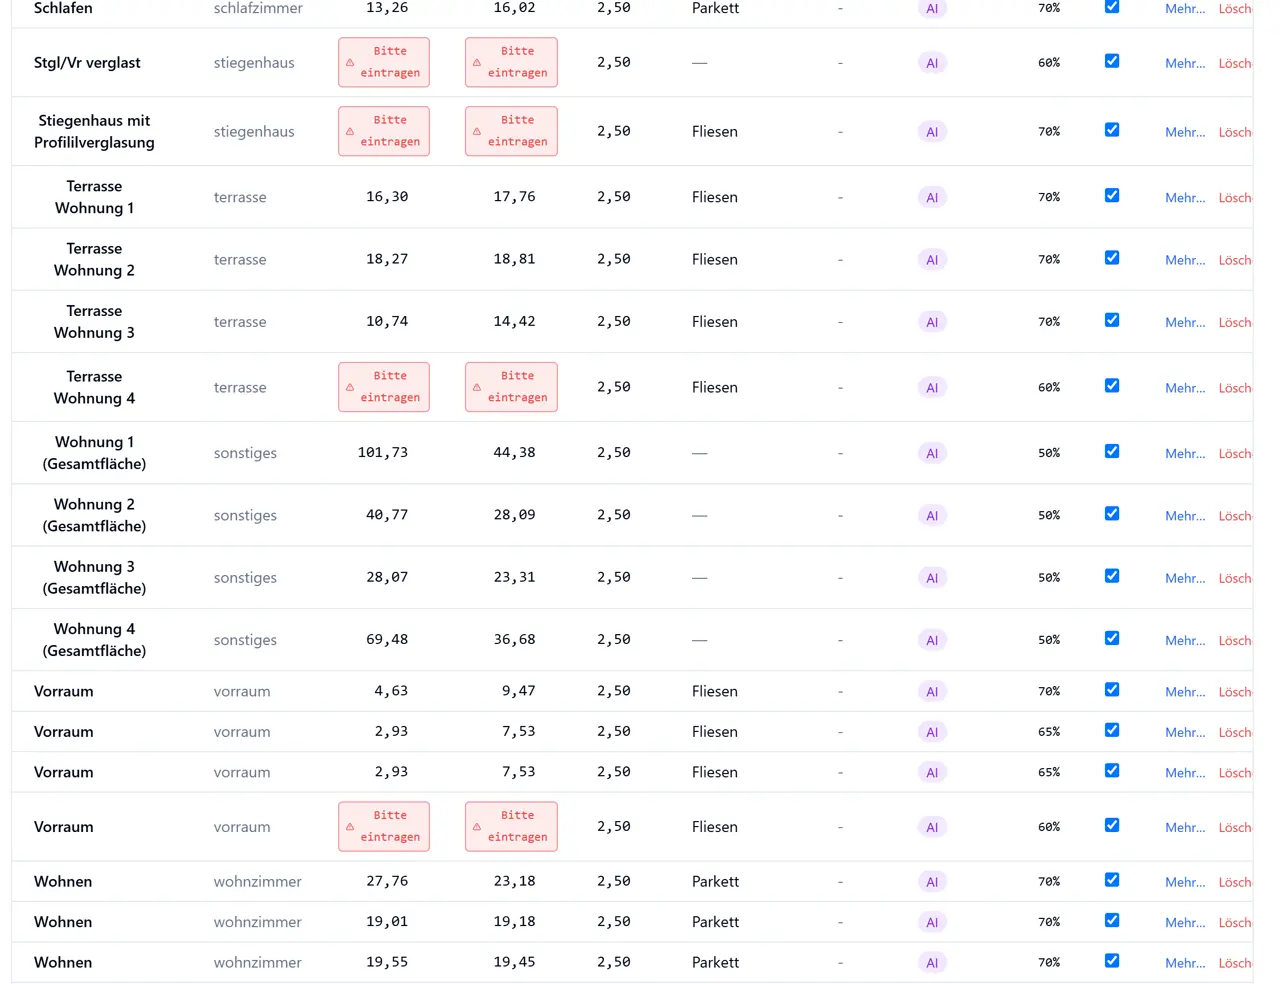 Schlafen schlafzimmer 13,26 16,02 2,50 Parkett - AI 70% Mehr... Lösch
Stgl/Vr verglast stiegenhaus ⚠ Bitte eintragen ⚠ Bitte eintragen 2,50 — - AI 60% Mehr... Lösch
Stiegenhaus mit Profililverglasung stiegenhaus ⚠ Bitte eintragen ⚠ Bitte eintragen 2,50 Fliesen - AI 70% Mehr... Lösch
Terrasse Wohnung 1 terrasse 16,30 17,76 2,50 Fliesen - AI 70% Mehr... Lösch
Terrasse Wohnung 2 terrasse 18,27 18,81 2,50 Fliesen - AI 70% Mehr... Lösch
Terrasse Wohnung 3 terrasse 10,74 14,42 2,50 Fliesen - AI 70% Mehr... Lösch
Terrasse Wohnung 4 terrasse ⚠ Bitte eintragen ⚠ Bitte eintragen 2,50 Fliesen - AI 60% Mehr... Lösch
Wohnung 1 (Gesamtfläche) sonstiges 101,73 44,38 2,50 — - AI 50% Mehr... Lösch
Wohnung 2 (Gesamtfläche) sonstiges 40,77 28,09 2,50 — - AI 50% Mehr... Lösch
Wohnung 3 (Gesamtfläche) sonstiges 28,07 23,31 2,50 — - AI 50% Mehr... Lösch
Wohnung 4 (Gesamtfläche) sonstiges 69,48 36,68 2,50 — - AI 50% Mehr... Lösch
Vorraum vorraum 4,63 9,47 2,50 Fliesen - AI 70% Mehr... Lösch
Vorraum vorraum 2,93 7,53 2,50 Fliesen - AI 65% Mehr... Lösch
Vorraum vorraum 2,93 7,53 2,50 Fliesen - AI 65% Mehr... Lösch
Vorraum vorraum ⚠ Bitte eintragen ⚠ Bitte eintragen 2,50 Fliesen - AI 60% Mehr... Lösch
Wohnen wohnzimmer 27,76 23,18 2,50 Parkett - AI 70% Mehr... Lösch
Wohnen wohnzimmer 19,01 19,18 2,50 Parkett - AI 70% Mehr... Lösch
Wohnen wohnzimmer 19,55 19,45 2,50 Parkett - AI 70% Mehr... Lösch